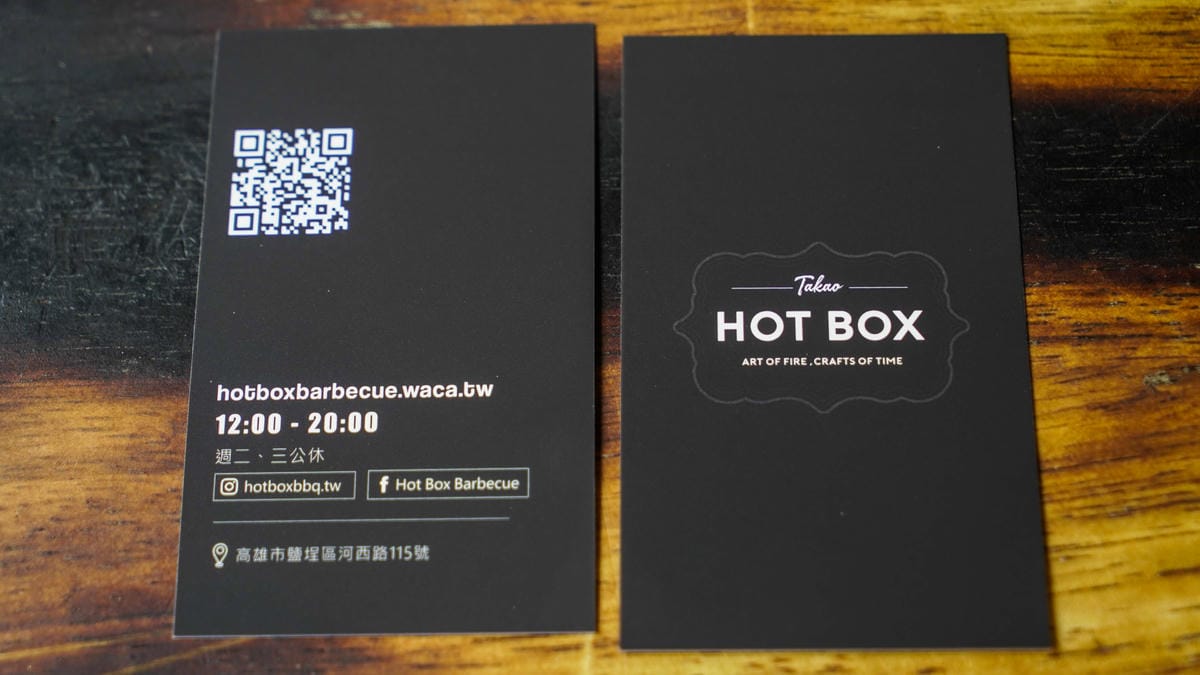 hotboxbarbecue.waca.tw
12:00 - 20:00
週二、三公休
hotboxbbq.tw
Hot Box Barbecue
高雄市鹽埕區河西路115號
Takao
HOT BOX
ART OF FIRE , CRAFTS OF TIME